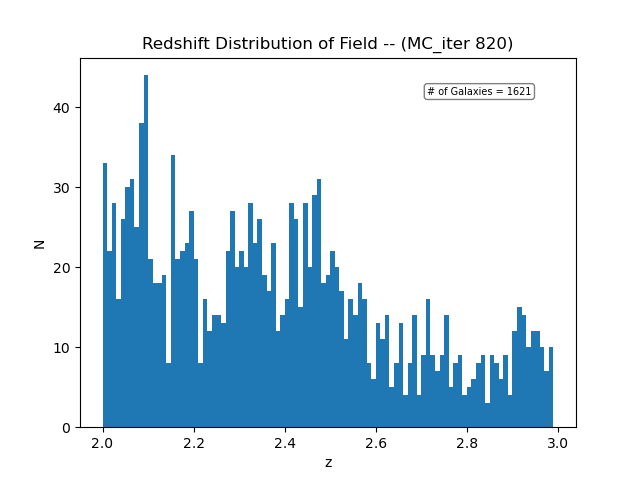 Redshift Distribution of Field -- (MC_iter 820)
# of Galaxies = 1621
40
30
20
10
0
N
2.0 2.2 2.4 2.6 2.8 3.0
z